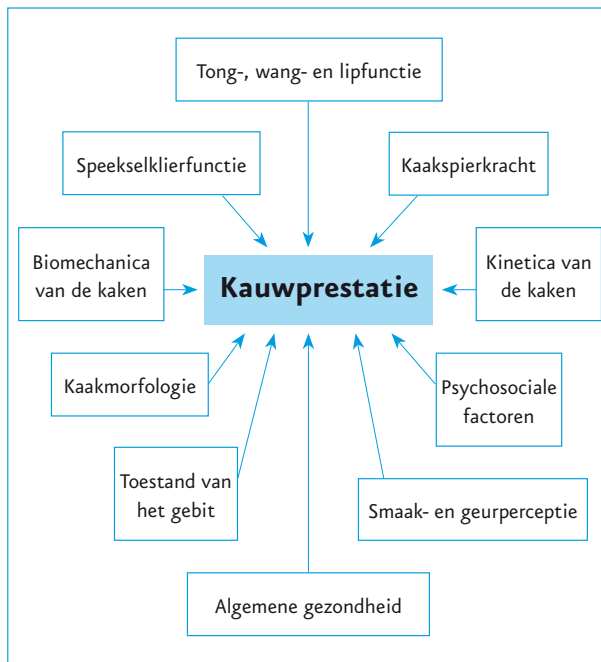 Tong-, wang- en lipfunctie
Speekselklierfunctie
Kaakspierkracht
Biomechanica
van de kaken
Kauwprestatie
Kinetica van
de kaken
Kaakmorfologie
Psychosociale
factoren
Toestand van
het gebit
Smaak- en geurperceptie
Algemene gezondheid